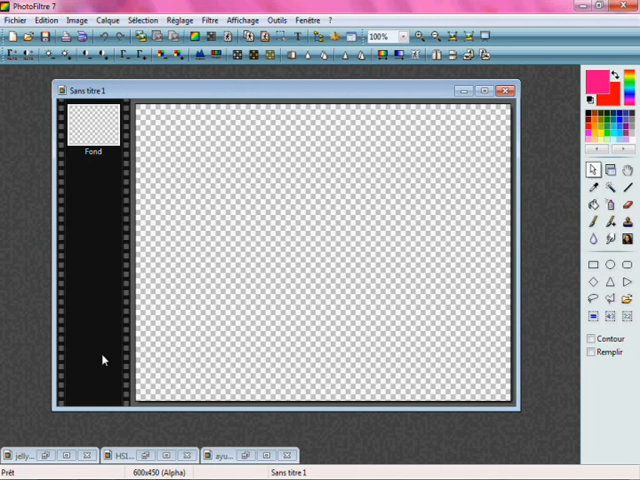 PhotoFiltre 7
Fichier Edition Image Calque Sélection Réglage Filtre Affichage Outils Fenêtre ?
100%
Sans titre 1
Fond
Contour
Remplir
jelly HS1 ayu
Prêt 600x450 (Alpha) Sans titre 1